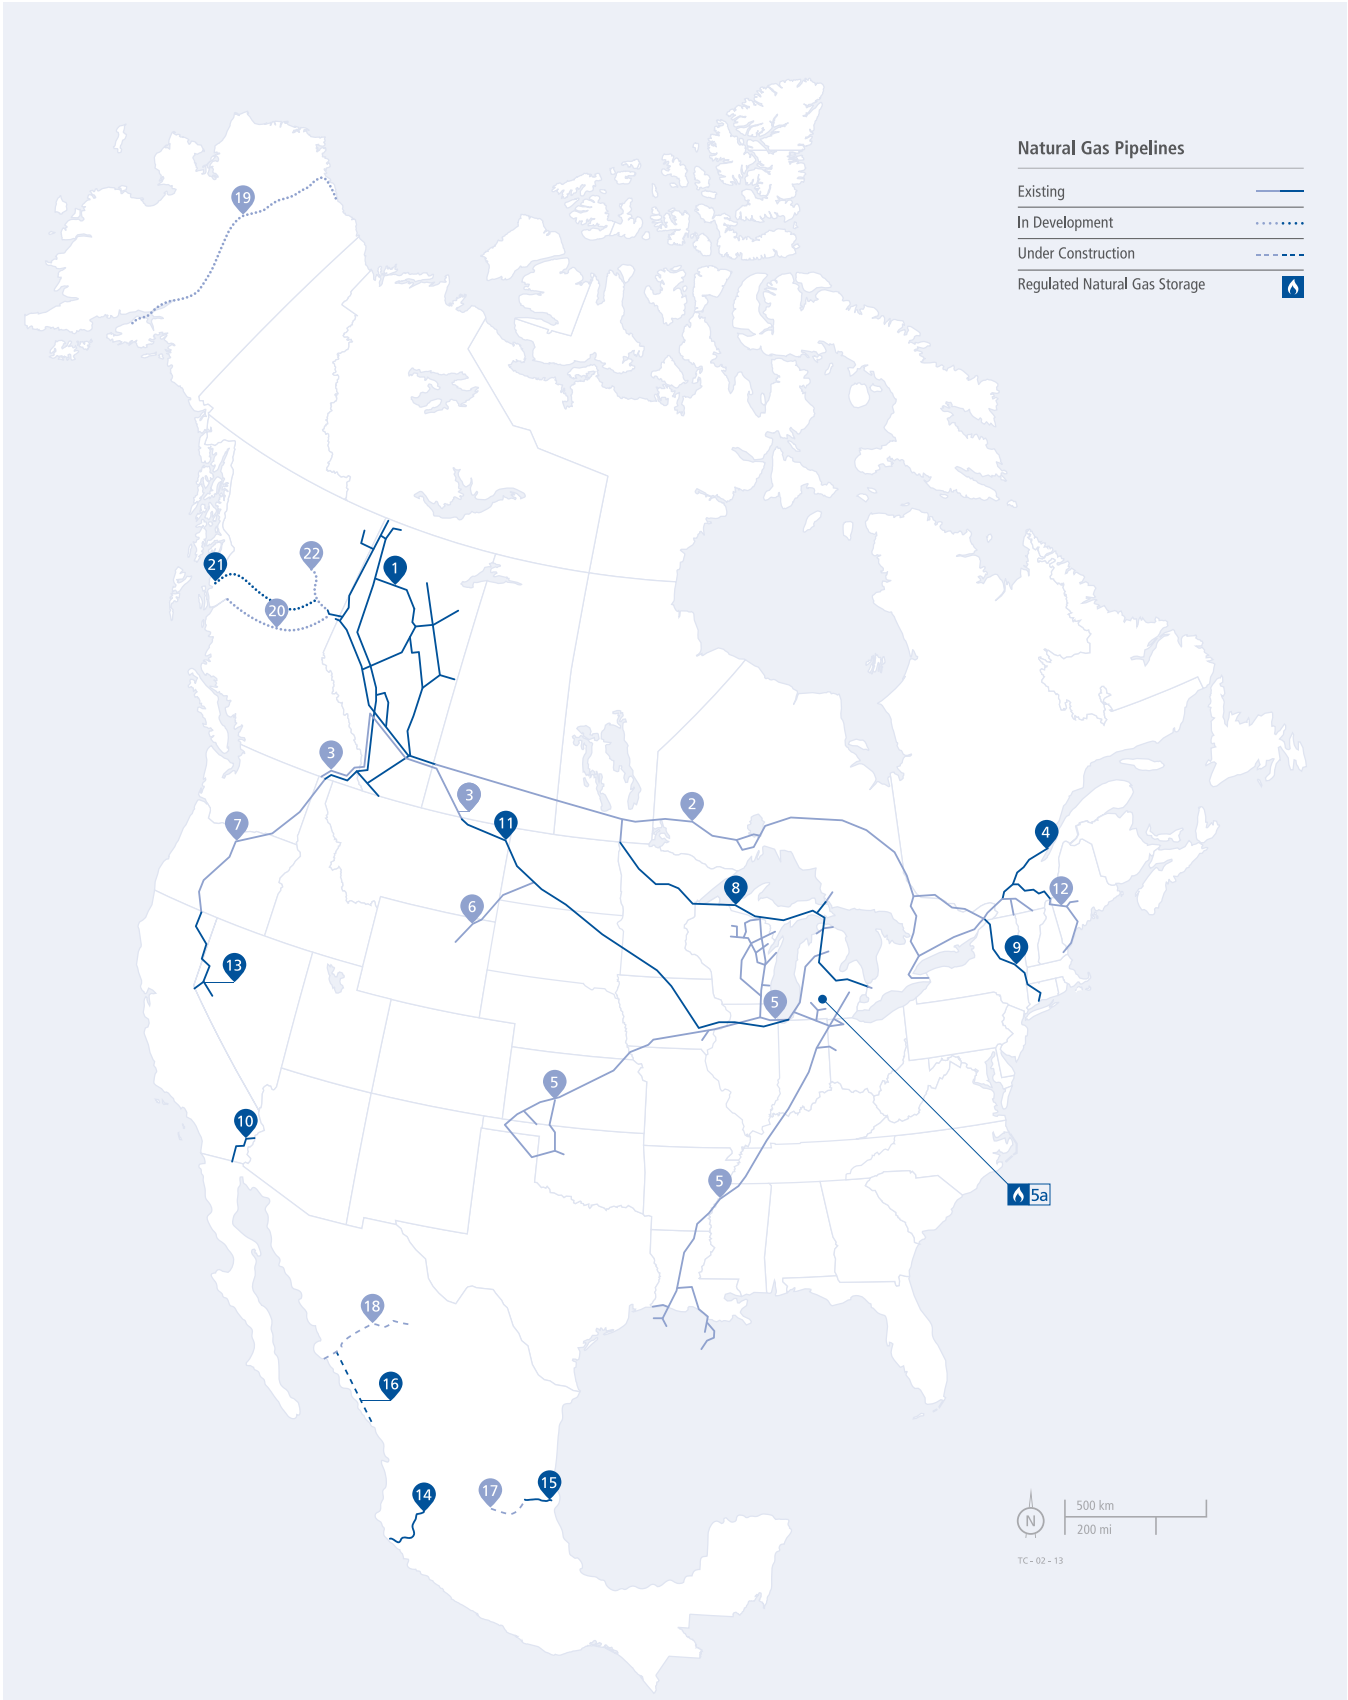 Natural Gas Pipelines
Existing
In Development
Under Construction
Regulated Natural Gas Storage
19
21
22
1
20
3
3
2
7
11
4
8
12
6
9
13
5
5
10
5
5a
18
16
17
15
14
N
500 km
200 mi
TC - 02 - 13